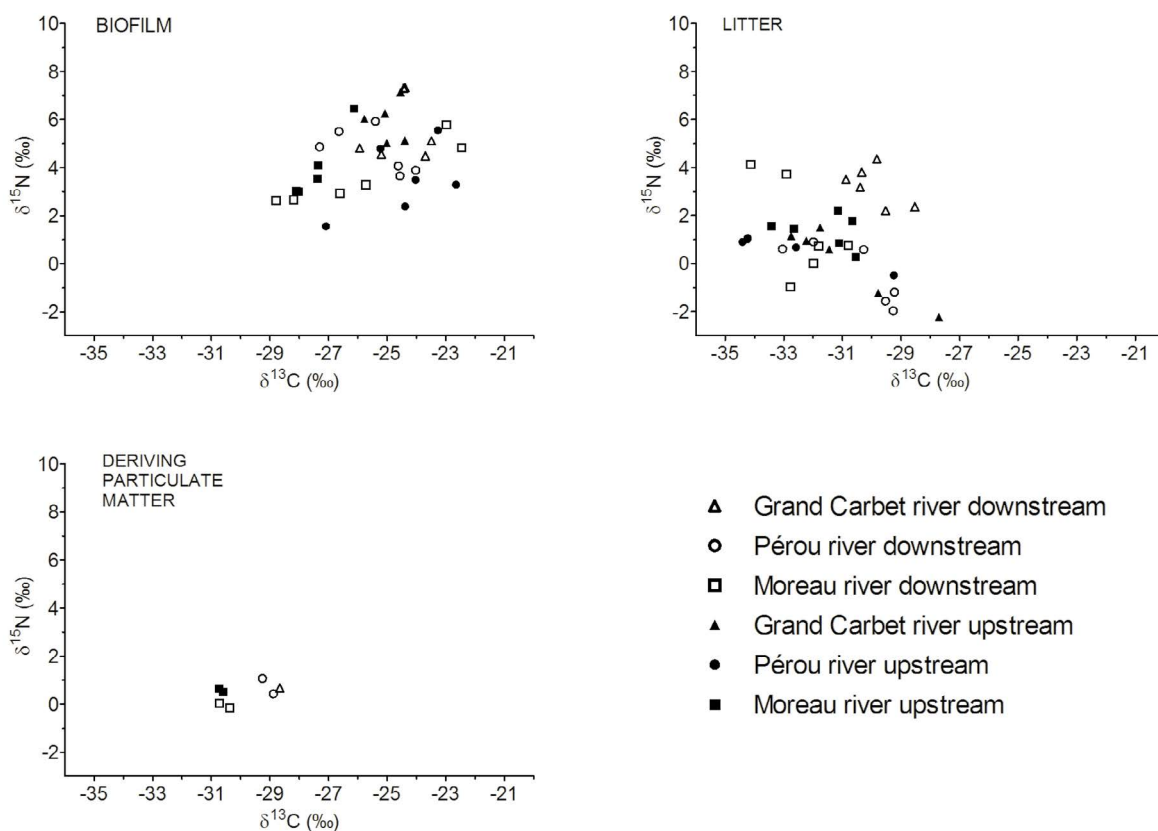 BIOFILM
10
8
6
4
2
0
-2
δ15N (‰)
-35 -33 -31 -29 -27 -25 -23 -21
δ13C (‰)
LITTER
10
8
6
4
2
0
-2
δ15N (‰)
-35 -33 -31 -29 -27 -25 -23 -21
δ13C (‰)
DERIVING
PARTICULATE
MATTER
10
8
6
4
2
0
-2
δ15N (‰)
-35 -33 -31 -29 -27 -25 -23 -21
δ13C (‰)
Grand Carbet river downstream
Pérou river downstream
Moreau river downstream
Grand Carbet river upstream
Pérou river upstream
Moreau river upstream